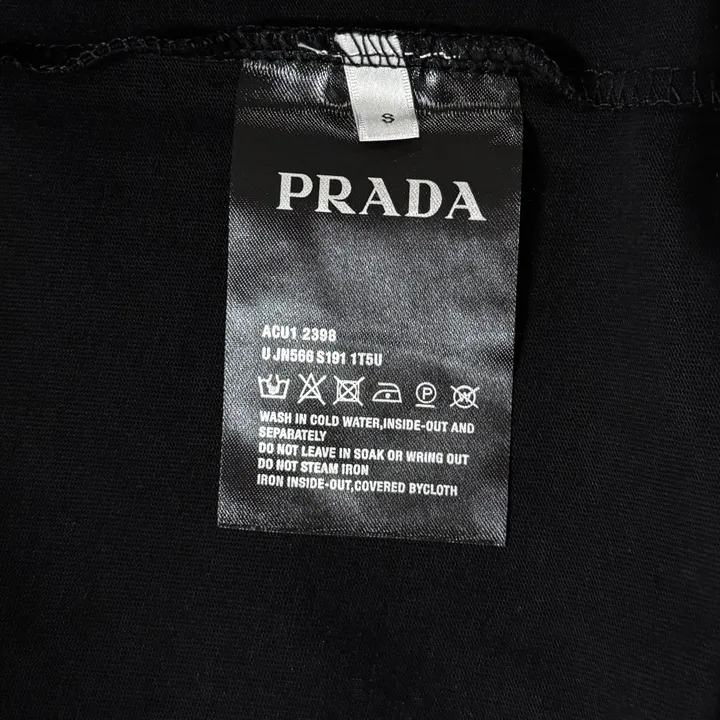 S
PRADA
ACU1 2398
U JN566 S191 1T5U
P
W
WASH IN COLD WATER,INSIDE-OUT AND
SEPARATELY
DO NOT LEAVE IN SOAK OR WRING OUT
DO NOT STEAM IRON
IRON INSIDE-OUT,COVERED BYCLOTH